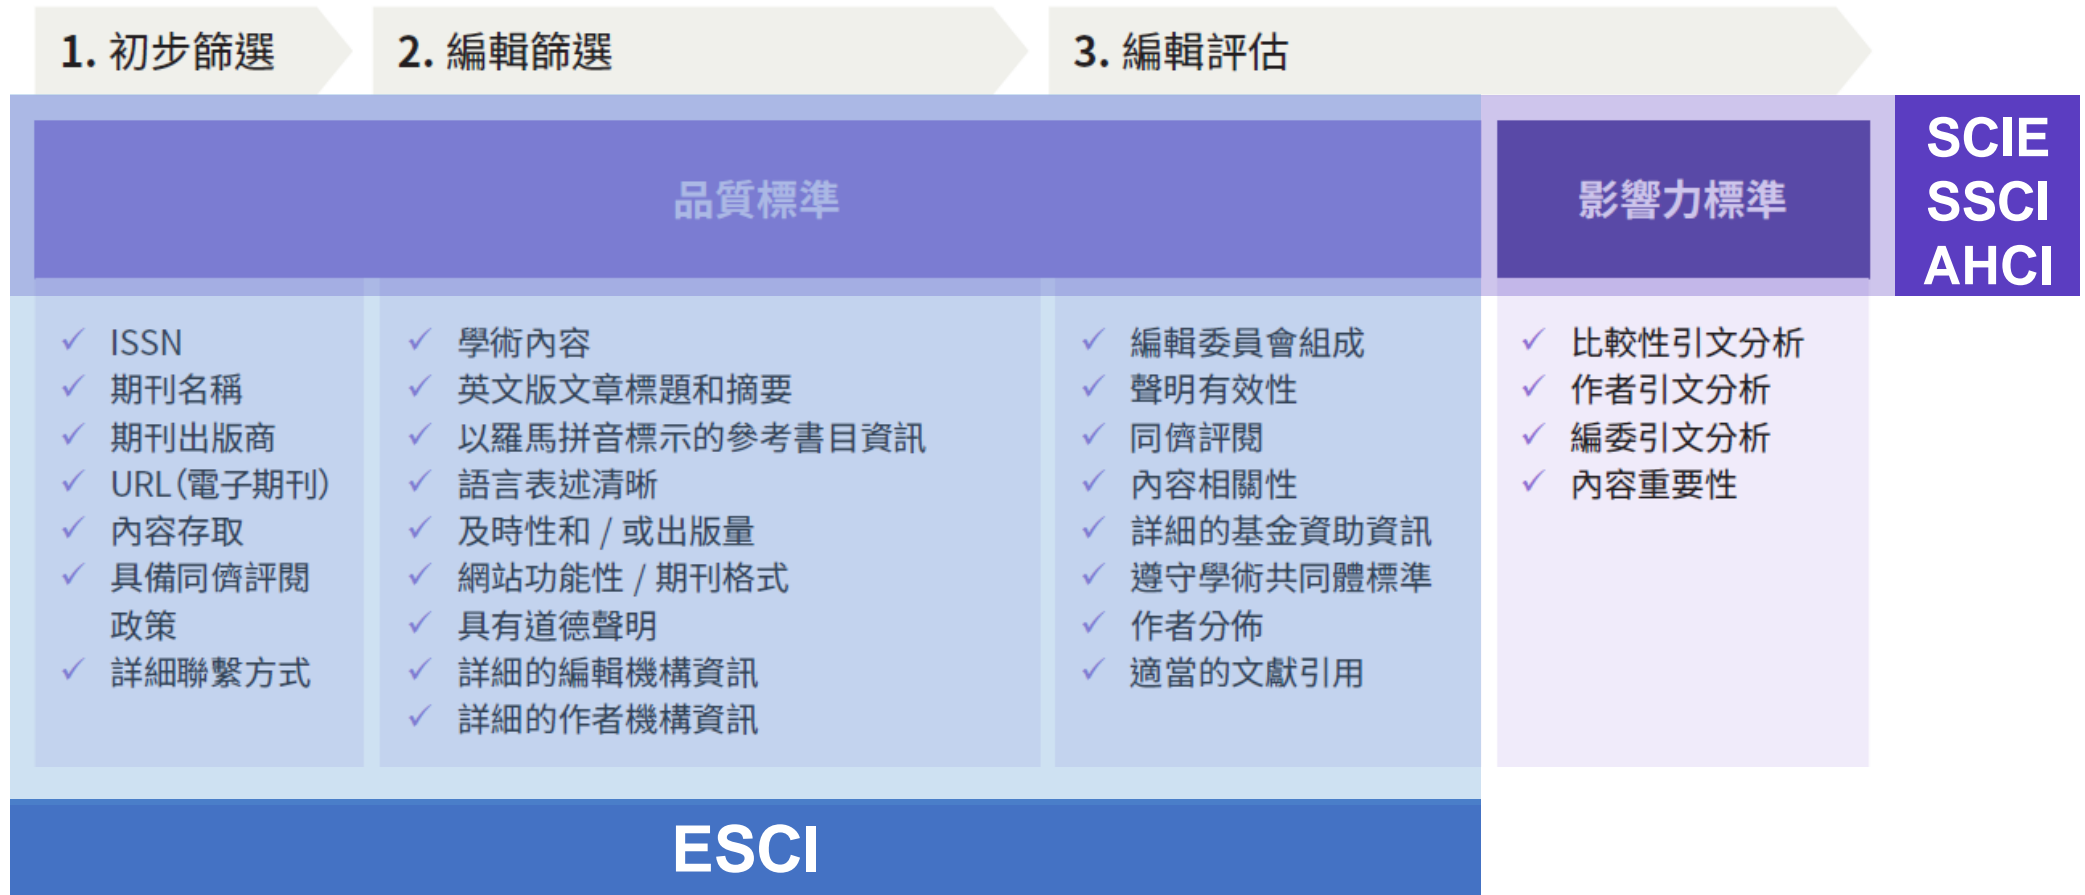 1. 初步篩選
2. 編輯篩選
3. 編輯評估
品質標準
影響力標準
SCIE
SSCI
AHCI
✓ ISSN
✓ 期刊名稱
✓ 期刊出版商
✓ URL(電子期刊)
✓ 內容存取
✓ 具備同儕評閱
政策
✓ 詳細聯繫方式
✓ 學術內容
✓ 英文版文章標題和摘要
✓ 以羅馬拼音標示的參考書目資訊
✓ 語言表述清晰
✓ 及時性和 / 或出版量
✓ 網站功能性 / 期刊格式
✓ 具有道德聲明
✓ 詳細的編輯機構資訊
✓ 詳細的作者機構資訊
✓ 編輯委員會組成
✓ 聲明有效性
✓ 同儕評閱
✓ 內容相關性
✓ 詳細的基金資助資訊
✓ 遵守學術共同體標準
✓ 作者分佈
✓ 適當的文獻引用
✓ 比較性引文分析
✓ 作者引文分析
✓ 編委引文分析
✓ 內容重要性
ESCI